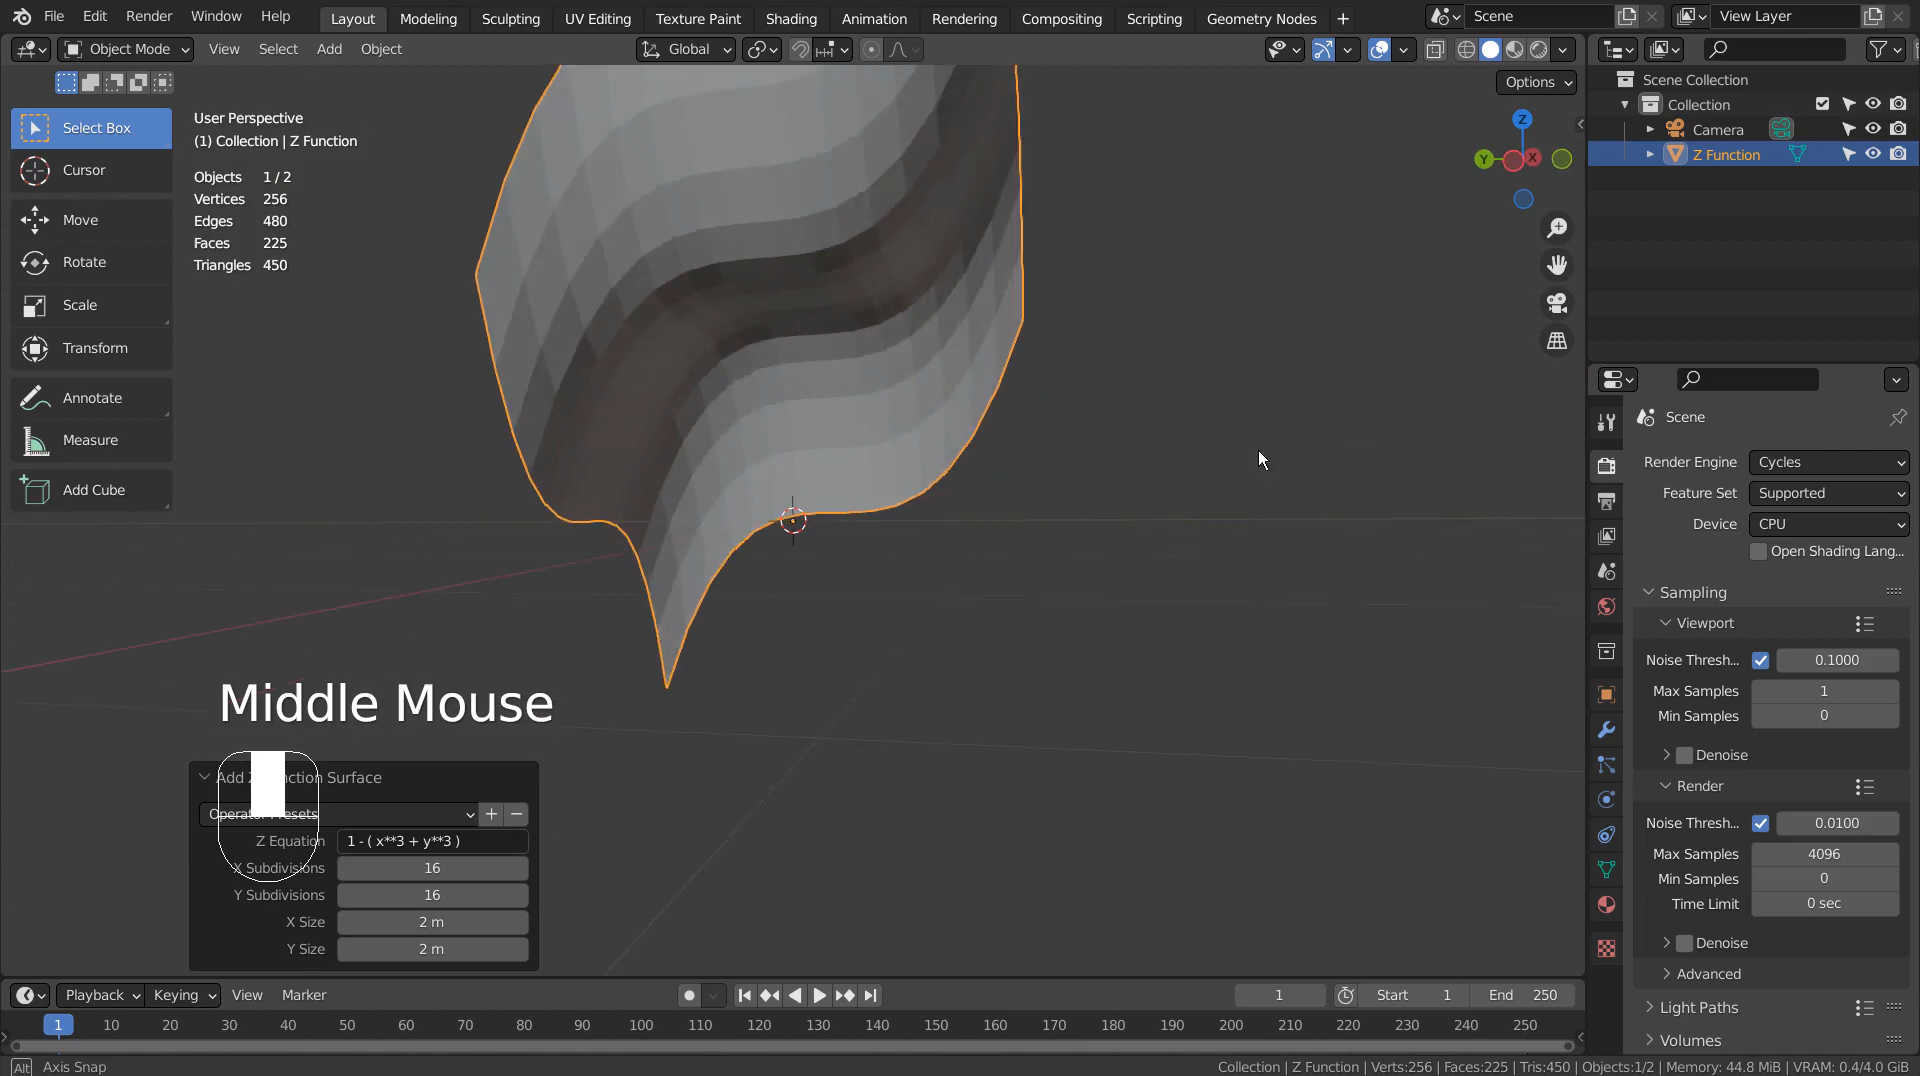 File Edit Render Window Help Layout Modeling Sculpting UV Editing Texture Paint Shading Animation Rendering Compositing Scripting Geometry Nodes + Scene View Layer
Object Mode View Select Add Object Global
Options
Select Box
Cursor
Move
Rotate
Scale
Transform
Annotate
Measure
Add Cube
User Perspective
(1) Collection | Z Function
Objects 1 / 2
Vertices 256
Edges 480
Faces 225
Triangles 450
Z
Y
X
Scene Collection
Collection
Camera
Z Function
Scene
Render Engine Cycles
Feature Set Supported
Device CPU
Open Shading Lang...
Sampling
Viewport
Noise Thresh... 0.1000
Max Samples 1
Min Samples 0
Denoise
Render
Noise Thresh... 0.0100
Max Samples 4096
Min Samples 0
Time Limit 0 sec
Denoise
Advanced
Light Paths
Volumes
Middle Mouse
Operator Presets
Z Equation 1 - ( x**3 + y**3 )
X Subdivisions 16
Y Subdivisions 16
X Size 2 m
Y Size 2 m
Playback Keying View Marker 1 Start 1 End 250
1 10 20 30 40 50 60 70 80 90 100 110 120 130 140 150 160 170 180 190 200 210 220 230 240 250
Alt Axis Snap
Collection | Z Function | Verts:256 | Faces:225 | Tris:450 | Objects:1/2 | Memory: 44.8 MiB | VRAM: 0.4/4.0 GiB